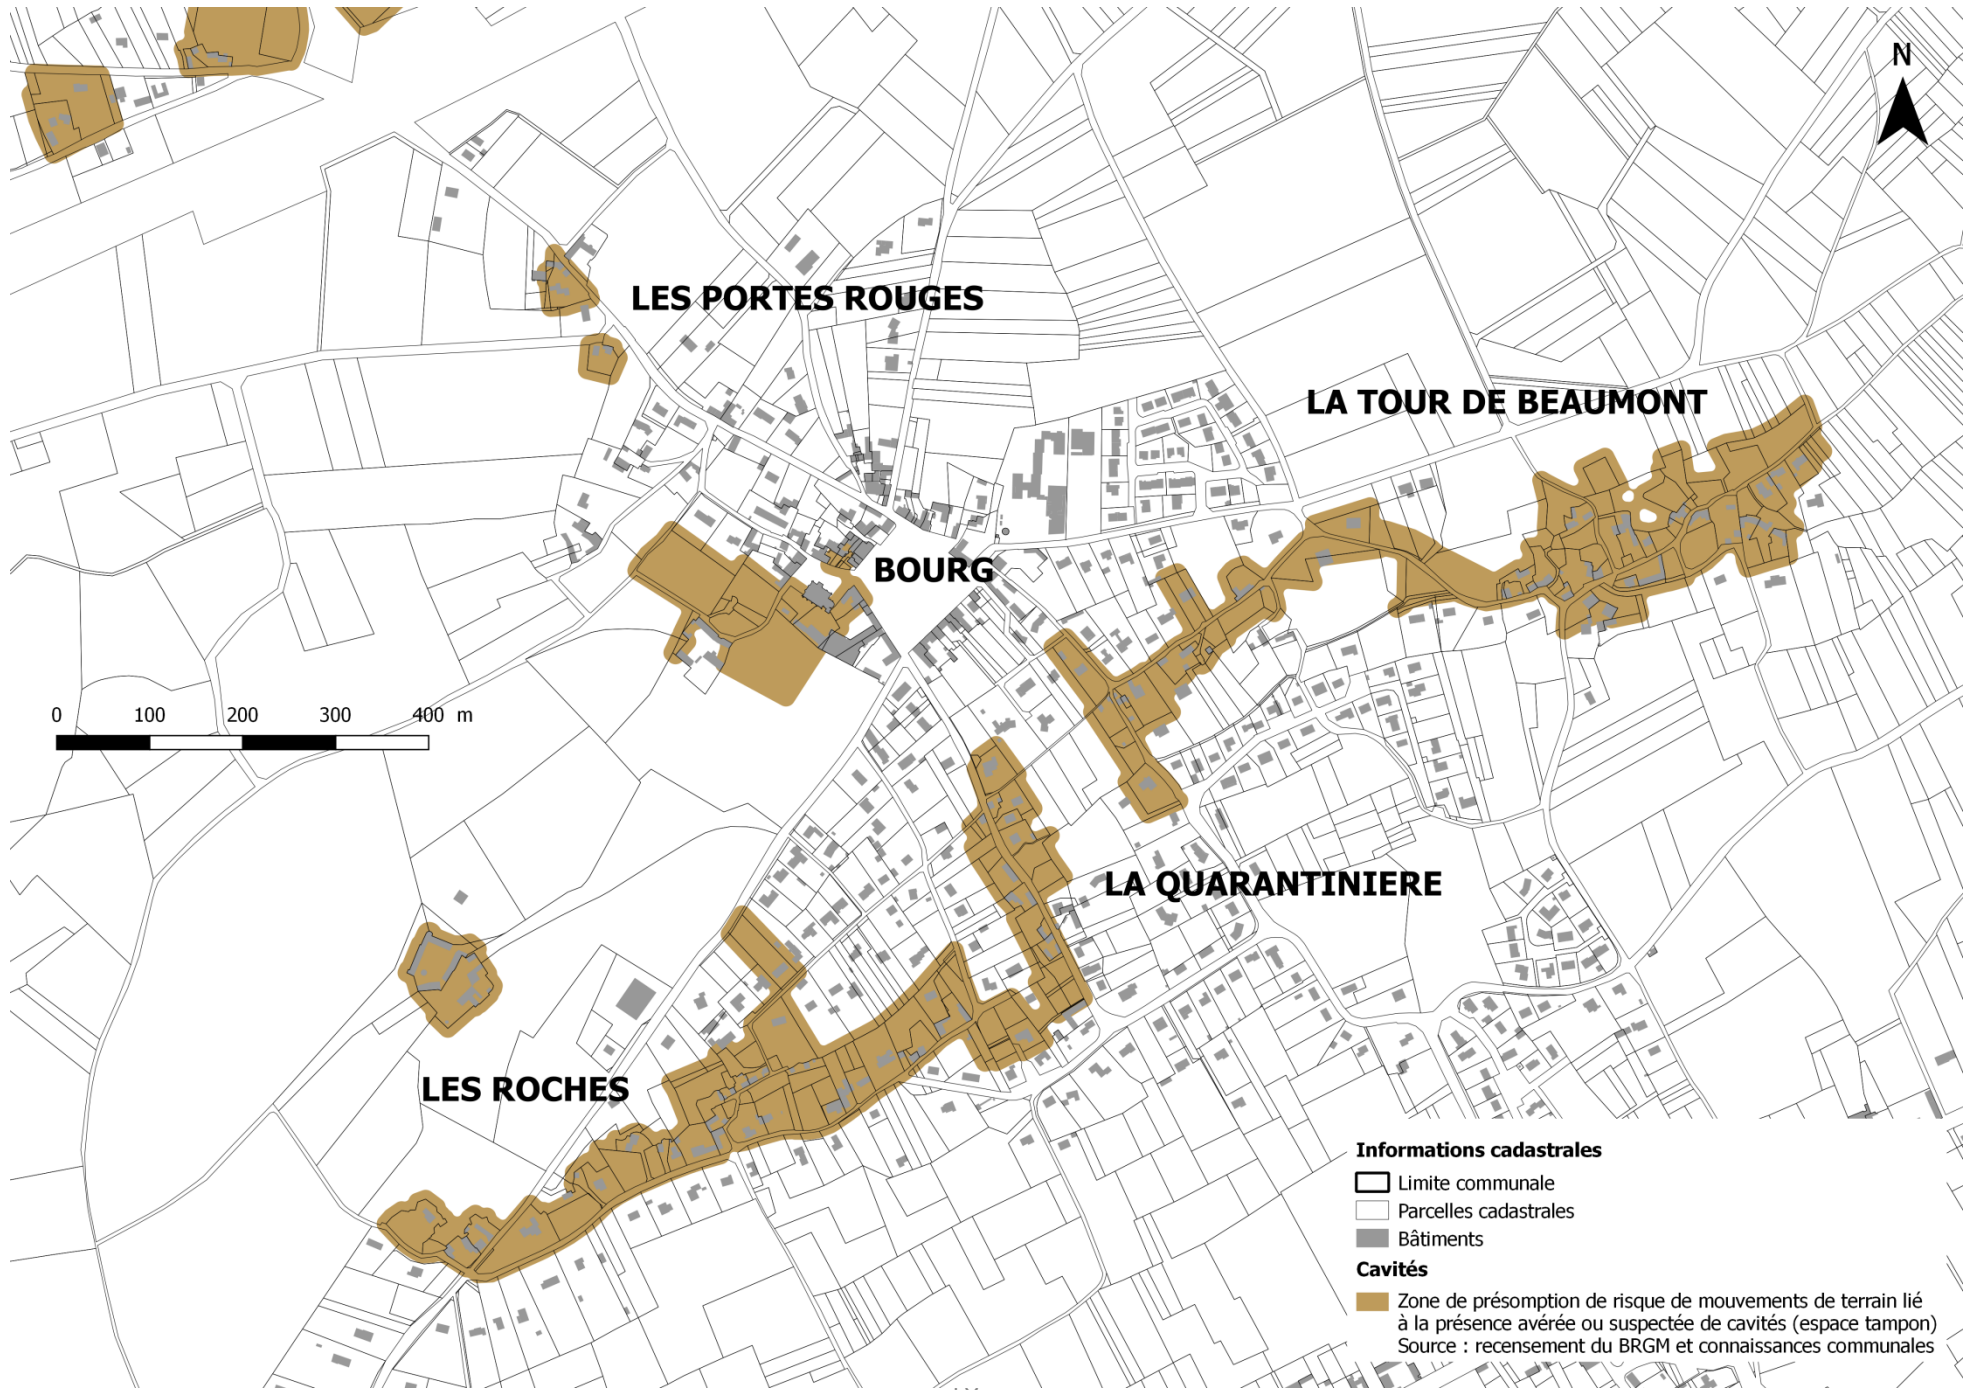 N
LES PORTES ROUGES
LA TOUR DE BEAUMONT
BOURG
0 100 200 300 400 m
LA QUARANTINIERE
LES ROCHES
Informations cadastrales
Limite communale
Parcelles cadastrales
Bâtiments
Cavités
Zone de présomption de risque de mouvements de terrain lié
à la présence avérée ou suspectée de cavités (espace tampon)
Source : recensement du BRGM et connaissances communales